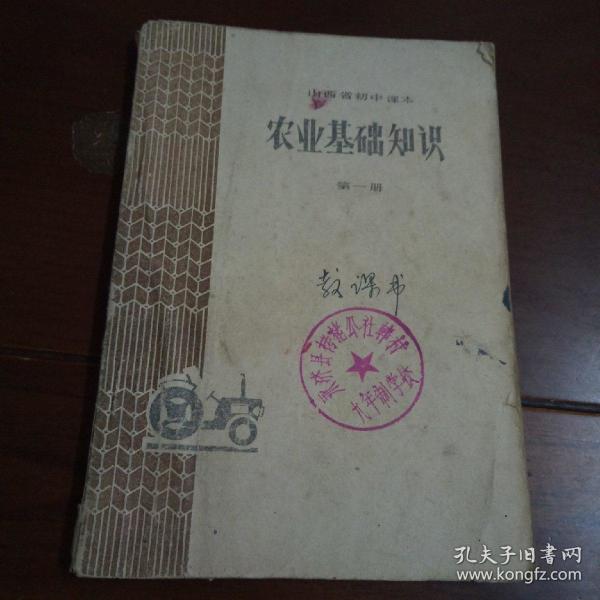 山西省初中课本
农业基础知识
第一册
教课书
九年制学校
孔夫子旧书网
www.kongfz.com